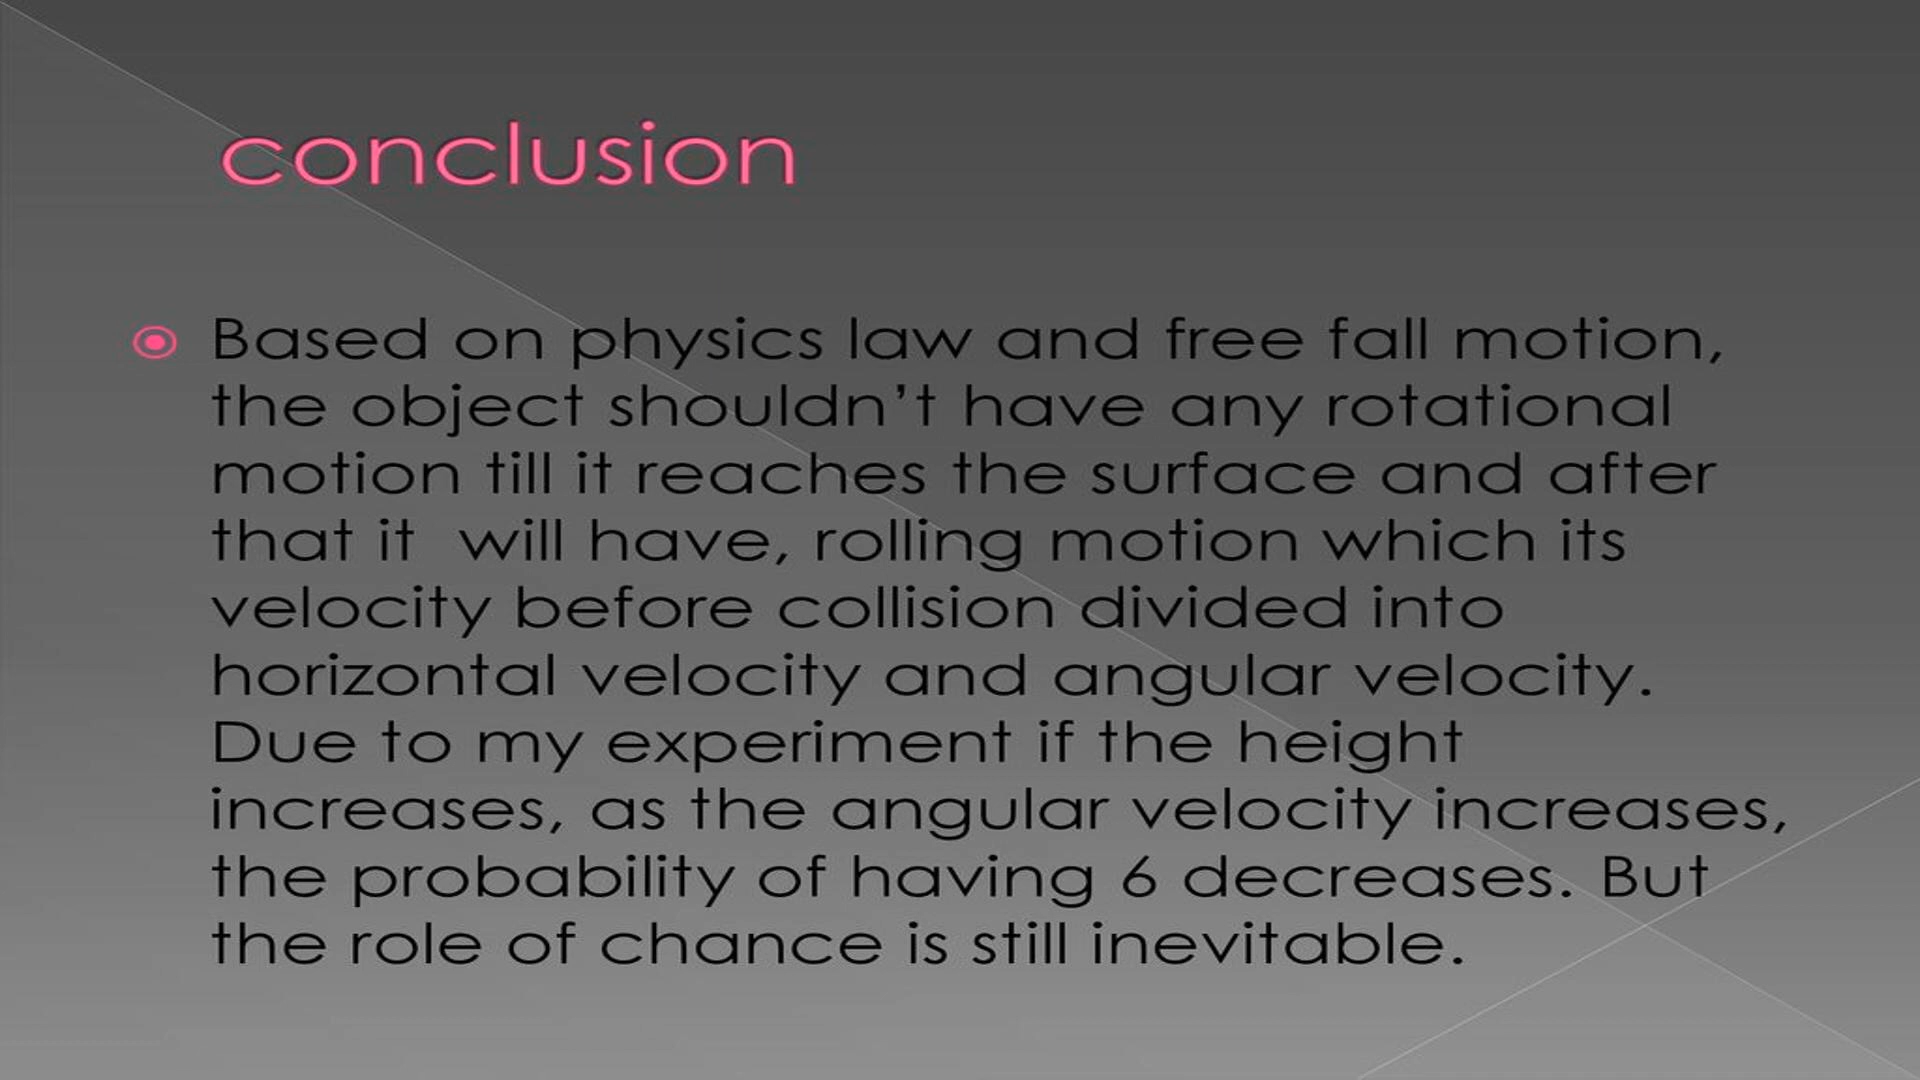 conclusion
Based on physics law and free fall motion,
the object shouldn’t have any rotational
motion till it reaches the surface and after
that it  will have, rolling motion which its
velocity before collision divided into
horizontal velocity and angular velocity.
Due to my experiment if the height
increases, as the angular velocity increases,
the probability of having 6 decreases. But
the role of chance is still inevitable.